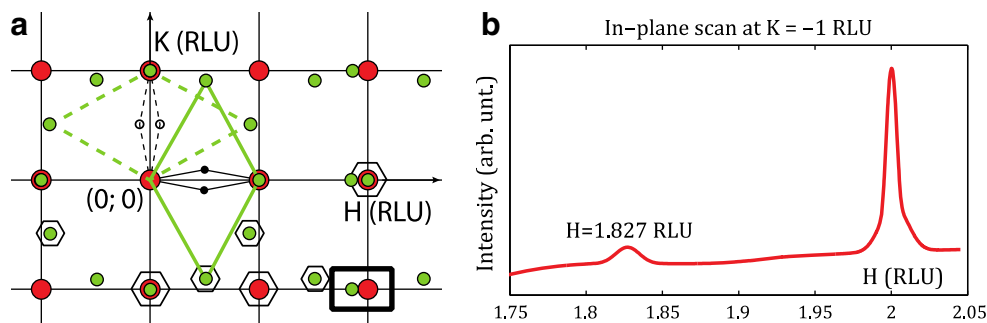 a
K (RLU)
(0; 0)
H (RLU)
b
In-plane scan at K = −1 RLU
Intensity (arb. unt.)
H=1.827 RLU
H (RLU)
1.75 1.8 1.85 1.9 1.95 2 2.05